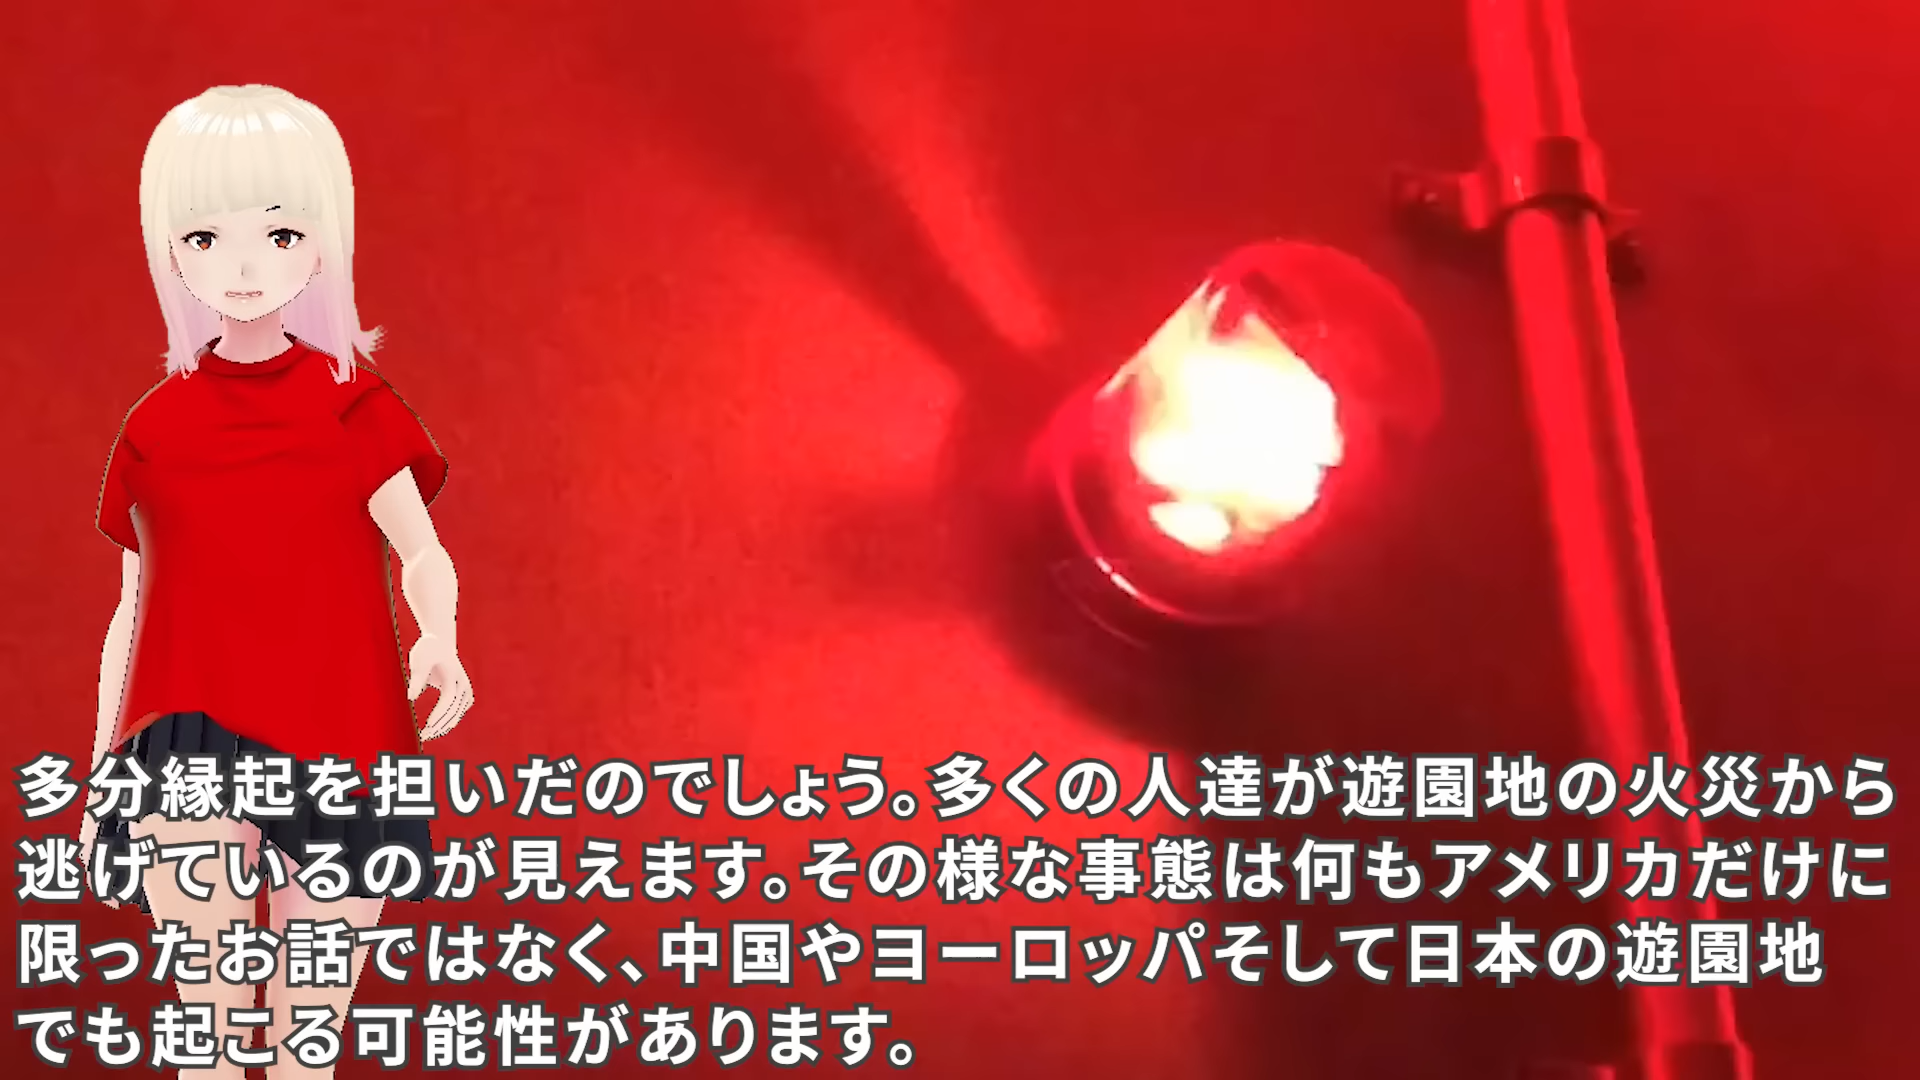 多分縁起を担いだのでしょう。多くの人達が遊園地の火災から
逃げているのが見えます。その様な事態は何もアメリカだけに
限ったお話ではなく、中国やヨーロッパそして日本の遊園地
でも起こる可能性があります。